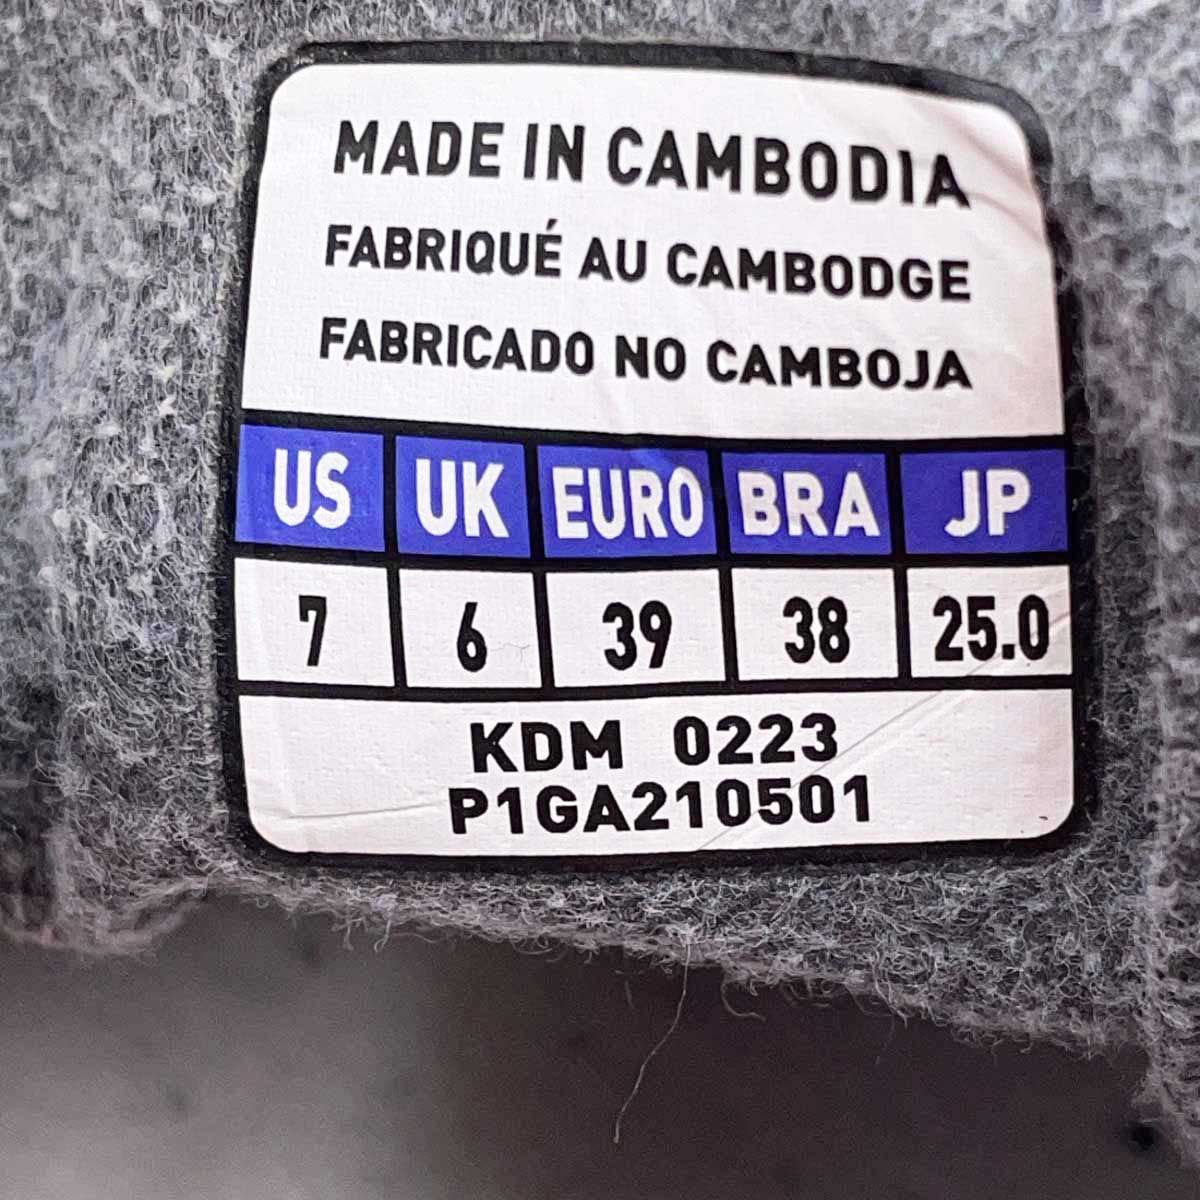 MADE IN CAMBODIA
FABRIQUÉ AU CAMBODGE
FABRICADO NO CAMBOJA
US UK EURO BRA JP
7 6 39 38 25.0
KDM 0223
P1GA210501